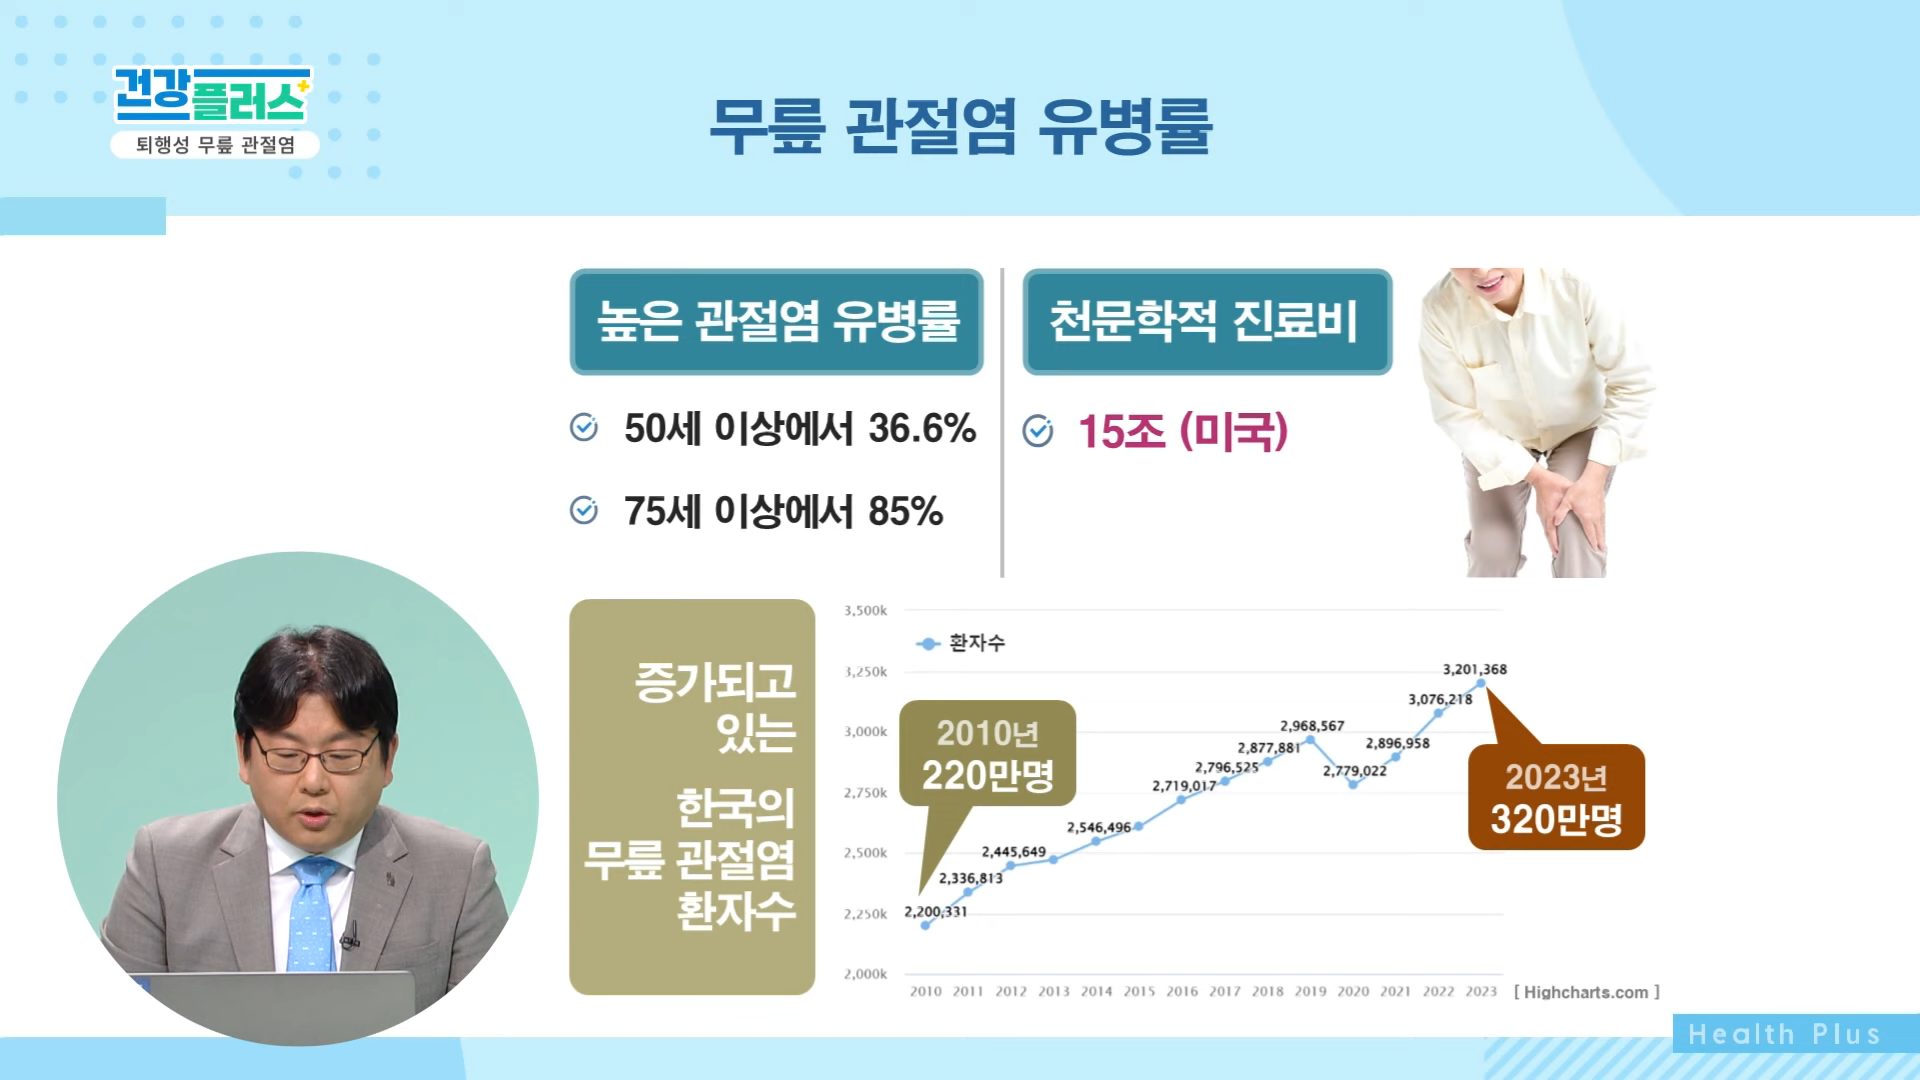 건강플러스+
퇴행성 무릎 관절염
무릎 관절염 유병률
높은 관절염 유병률
50세 이상에서 36.6%
75세 이상에서 85%
천문학적 진료비
15조 (미국)
증가되고
있는
한국의
무릎 관절염
환자수
3,500k
3,250k
3,000k
2,750k
2,500k
2,250k
2,000k
환자수
2010년
220만명
2,200,331
2,336,813
2,445,649
2,546,496
2,719,017
2,796,525
2,877,881
2,968,567
2,779,022
2,896,958
3,076,218
3,201,368
2023년
320만명
2010 2011 2012 2013 2014 2015 2016 2017 2018 2019 2020 2021 2022 2023
[ Highcharts.com ]
Health Plus